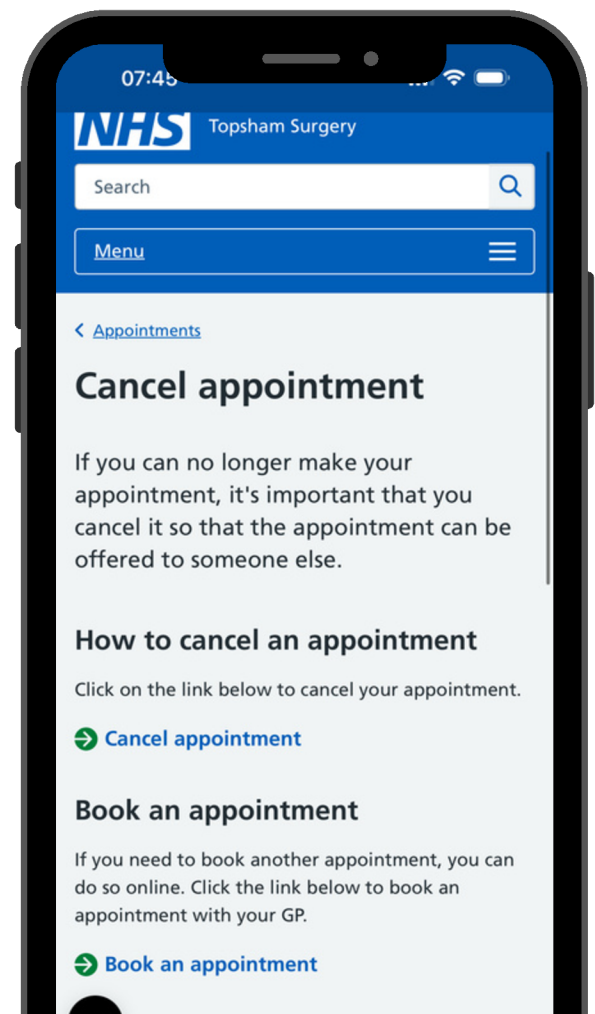 07:45
NHS Topsham Surgery
Search
Menu
Appointments
Cancel appointment
If you can no longer make your
appointment, it's important that you
cancel it so that the appointment can be
offered to someone else.
How to cancel an appointment
Click on the link below to cancel your appointment.
Cancel appointment
Book an appointment
If you need to book another appointment, you can
do so online. Click the link below to book an
appointment with your GP.
Book an appointment